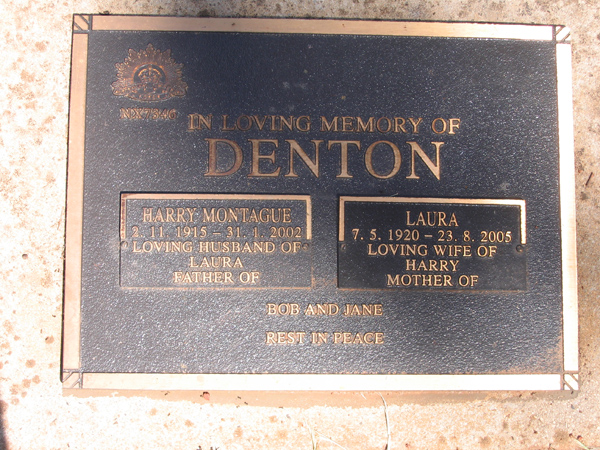 IN LOVING MEMORY OF
DENTON
HARRY MONTAGUE
2. 11. 1915 – 31. 1. 2002
LOVING HUSBAND OF
LAURA
FATHER OF
LAURA
7. 5. 1920 – 23. 8. 2005
LOVING WIFE OF
HARRY
MOTHER OF
BOB AND JANE
REST IN PEACE